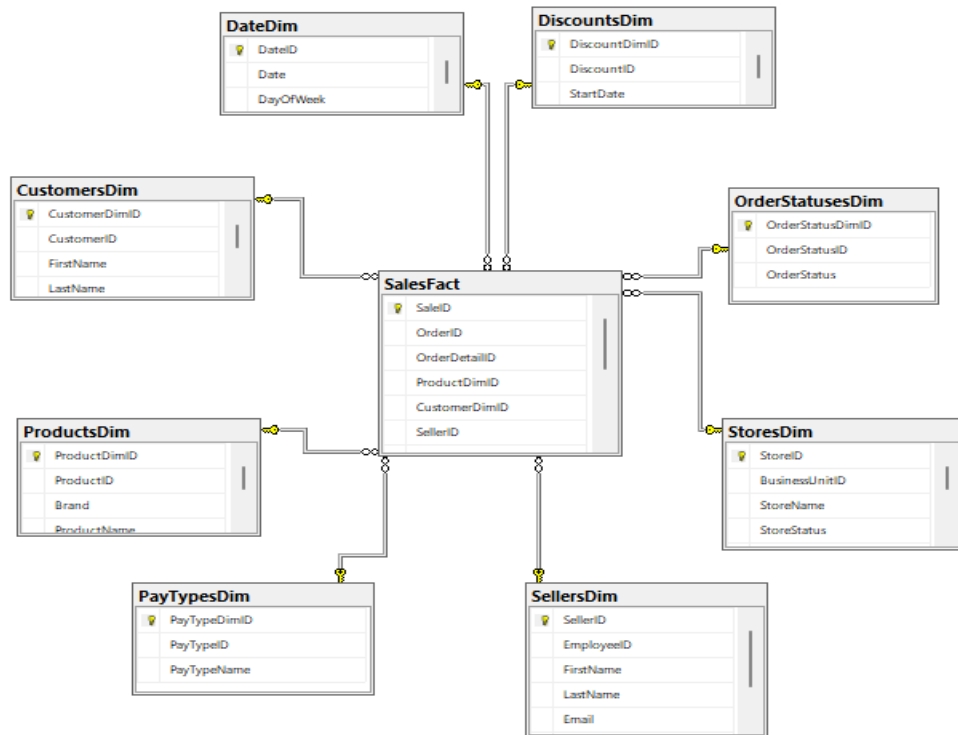 DateDim
DateID
Date
DayOfWeek
DiscountsDim
DiscountDimID
DiscountID
StartDate
CustomersDim
CustomerDimID
CustomerID
FirstName
LastName
OrderStatusesDim
OrderStatusDimID
OrderStatusID
OrderStatus
SalesFact
SaleID
OrderID
OrderDetailID
ProductDimID
CustomerDimID
SellerID
ProductsDim
ProductDimID
ProductID
Brand
ProductName
StoresDim
StoreID
BusinessUnitID
StoreName
StoreStatus
PayTypesDim
PayTypeDimID
PayTypeID
PayTypeName
SellersDim
SellerID
EmployeeID
FirstName
LastName
Email